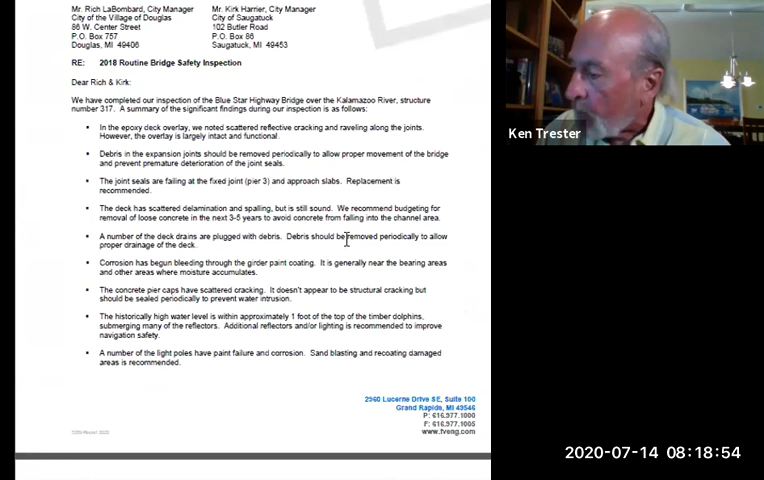 Mr. Rich LaBombard, City Manager
City of the Village of Douglas
86 W. Center Street
P.O. Box 757
Douglas, MI 49406
Mr. Kirk Harrier, City Manager
City of Saugatuck
102 Butler Road
P.O. Box 86
Saugatuck, MI 49453
RE: 2018 Routine Bridge Safety Inspection
Dear Rich & Kirk:
We have completed our inspection of the Blue Star Highway Bridge over the Kalamazoo River, structure
number 317. A summary of the significant findings during our inspection is as follows:
▪ In the epoxy deck overlay, we noted scattered reflective cracking and raveling along the joints.
However, the overlay is largely intact and functional.
▪ Debris in the expansion joints should be removed periodically to allow proper movement of the bridge
and prevent premature deterioration of the joint seals.
▪ The joint seals are failing at the fixed joint (pier 3) and approach slabs. Replacement is
recommended.
▪ The deck has scattered delamination and spalling, but is still sound. We recommend budgeting for
removal of loose concrete in the next 3-5 years to avoid concrete from falling into the channel area.
▪ A number of the deck drains are plugged with debris. Debris should be removed periodically to allow
proper drainage of the deck.
▪ Corrosion has begun bleeding through the girder paint coating. It is generally near the bearing areas
and other areas where moisture accumulates.
▪ The concrete pier caps have scattered cracking. It doesn't appear to be structural cracking but
should be sealed periodically to prevent water intrusion.
▪ The historically high water level is within approximately 1 foot of the top of the timber dolphins,
submerging many of the reflectors. Additional reflectors and/or lighting is recommended to improve
navigation safety.
▪ A number of the light poles have paint failure and corrosion. Sand blasting and recoating damaged
areas is recommended.
2960 Lucerne Drive SE, Suite 100
Grand Rapids, MI 49546
P: 616.977.1000
F: 616.977.1005
www.fveng.com
Ken Trester
2020-07-14 08:18:54